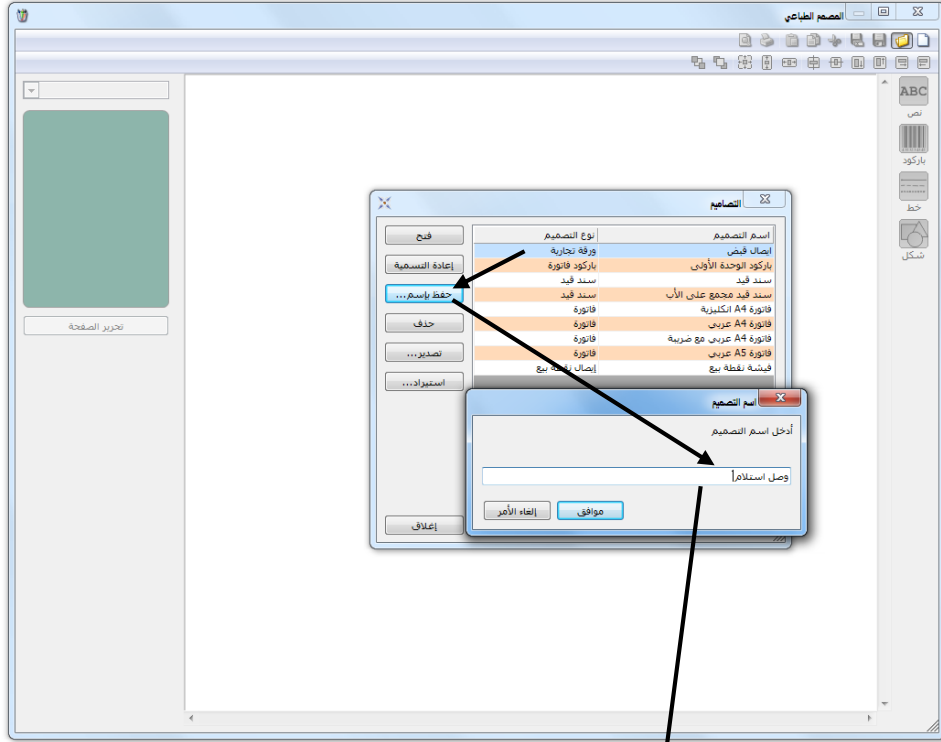 المصمم الطباعي
ABC
نص
باركود
خط
شكل
تحرير الصفحة
التصاميم
اسم التصميم نوع التصميم
ايصال قبض ورقة تجارية
باركود الوحدة الأولى باركود فاتورة
سند قيد سند قيد
سند قيد مجمع على الأب سند قيد
فاتورة A4 انكليزية فاتورة
فاتورة A4 عربي فاتورة
فاتورة A4 عربي مع ضريبة فاتورة
فاتورة A5 عربي فاتورة
فيشة نقطة بيع إيصال نقطة بيع
فتح
إعادة التسمية
حفظ بإسم...
حذف
تصدير...
استيراد...
إغلاق
اسم التصميم
أدخل اسم التصميم
وصل استلام
موافق
إلغاء الأمر